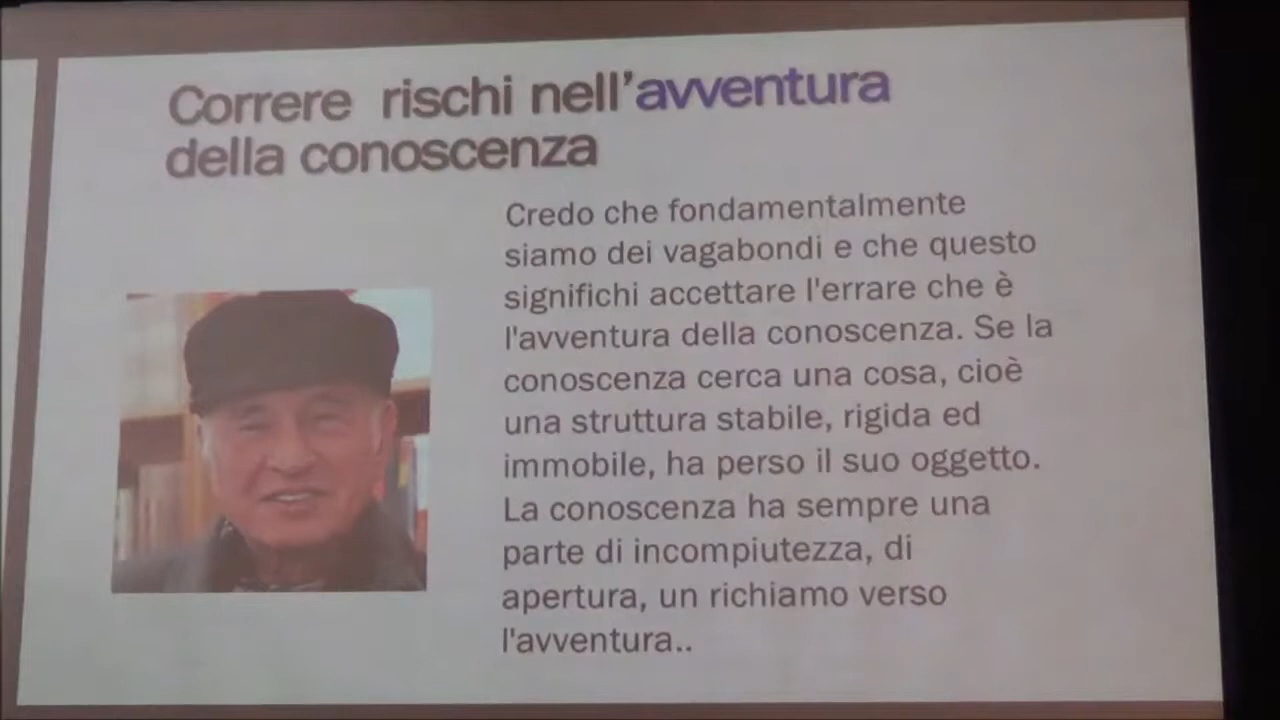 Correre rischi nell'avventura
della conoscenza
Credo che fondamentalmente
siamo dei vagabondi e che questo
significhi accettare l'errare che è
l'avventura della conoscenza. Se la
conoscenza cerca una cosa, cioè
una struttura stabile, rigida ed
immobile, ha perso il suo oggetto.
La conoscenza ha sempre una
parte di incompiutezza, di
apertura, un richiamo verso
l'avventura..